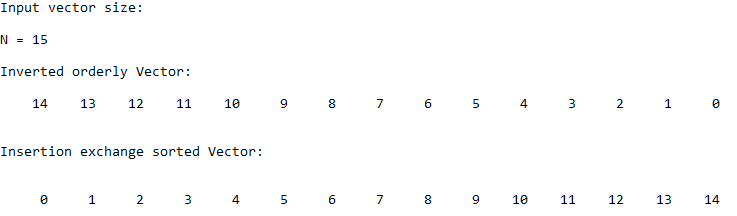 Input vector size:
N = 15
Inverted orderly Vector:
14 13 12 11 10 9 8 7 6 5 4 3 2 1 0
Insertion exchange sorted Vector:
0 1 2 3 4 5 6 7 8 9 10 11 12 13 14